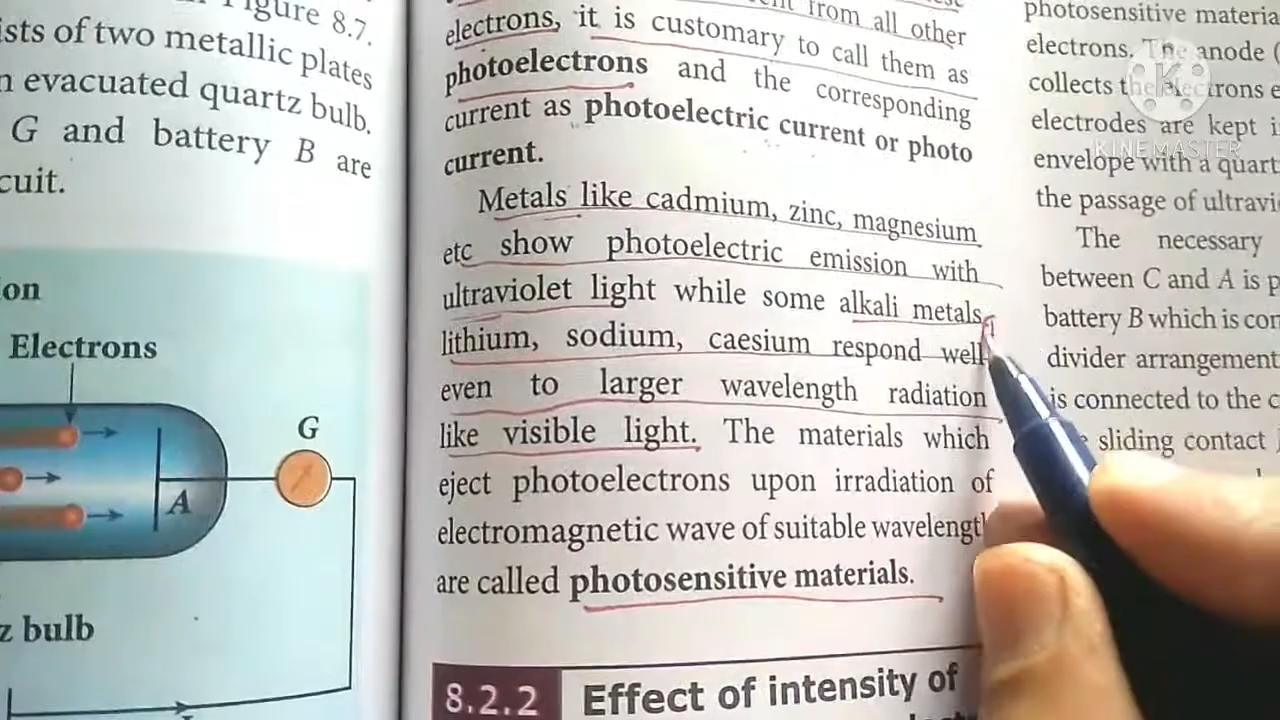 Figure 8.7.
ists of two metallic plates
n evacuated quartz bulb.
G and battery B are
cuit.
on
Electrons
G
A
z bulb
from all other
electrons, it is customary to call them as
photoelectrons and the corresponding
current as photoelectric current or photo
current.
Metals like cadmium, zinc, magnesium
etc show photoelectric emission with
ultraviolet light while some alkali metals
lithium, sodium, caesium respond well
even to larger wavelength radiation
like visible light. The materials which
eject photoelectrons upon irradiation of
electromagnetic wave of suitable wavelengt
are called photosensitive materials.
8.2.2 Effect of intensity of
photosensitive materia
electrons. The anode (
collects the electrons e
electrodes are kept i
envelope with a quart
the passage of ultravi
The necessary
between C and A is p
battery B which is con
divider arrangement
is connected to the c
sliding contact
K
KINEMASTER